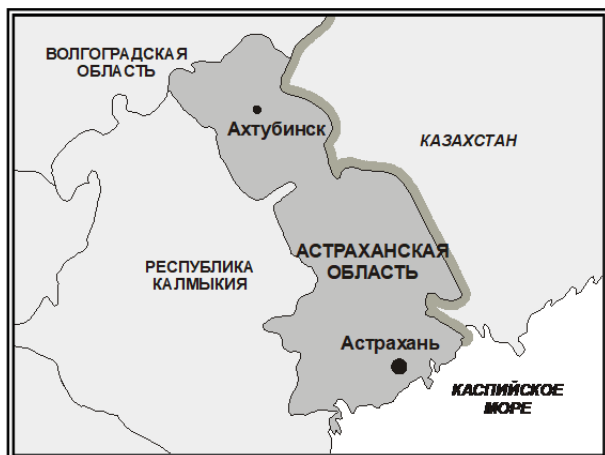 ВОЛГОГРАДСКАЯ
ОБЛАСТЬ
Ахтубинск
КАЗАХСТАН
АСТРАХАНСКАЯ
ОБЛАСТЬ
РЕСПУБЛИКА
КАЛМЫКИЯ
Астрахань
КАСПИЙСКОЕ
МОРЕ